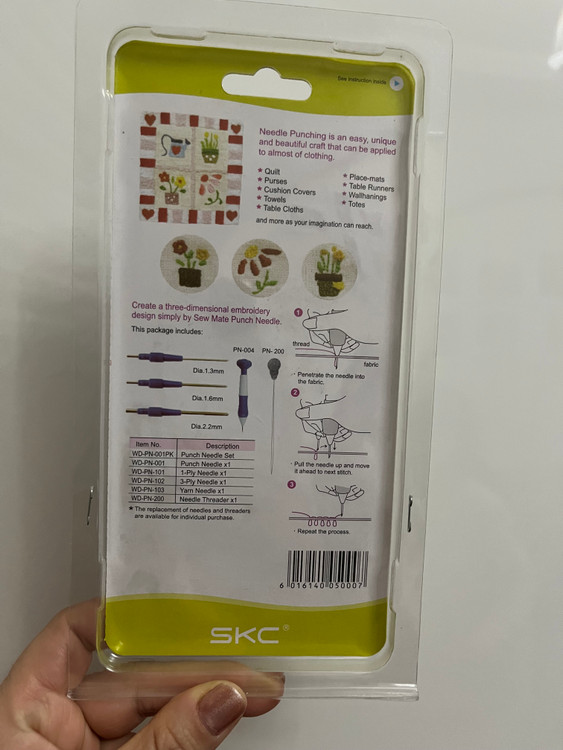 See instruction inside
Needle Punching is an easy, unique
and beautiful craft that can be applied
to almost of clothing.
★ Quilt
★ Purses
★ Cushion Covers
★ Towels
★ Table Cloths
★ Place-mats
★ Table Runners
★ Wallhanings
★ Totes
and more as your imagination can reach.
Create a three-dimensional embroidery
design simply by Sew Mate Punch Needle.
This package includes:
PN-004 PN- 200
Dia.1.3mm
Dia.1.6mm
Dia.2.2mm
Item No. Description
WD-PN-001PK Punch Needle Set
WD-PN-001 Punch Needle x1
WD-PN-101 1-Ply Needle x1
WD-PN-102 3-Ply Needle x1
WD-PN-103 Yarn Needle x1
WD-PN-200 Needle Threader x1
★ The replacement of needles and threaders
are available for individual purchase.
1
thread
fabric
· Penetrate the needle into
the fabric.
2
· Pull the needle up and move
it ahead to next stitch.
3
· Repeat the process.
6 016140 050007
SKC®